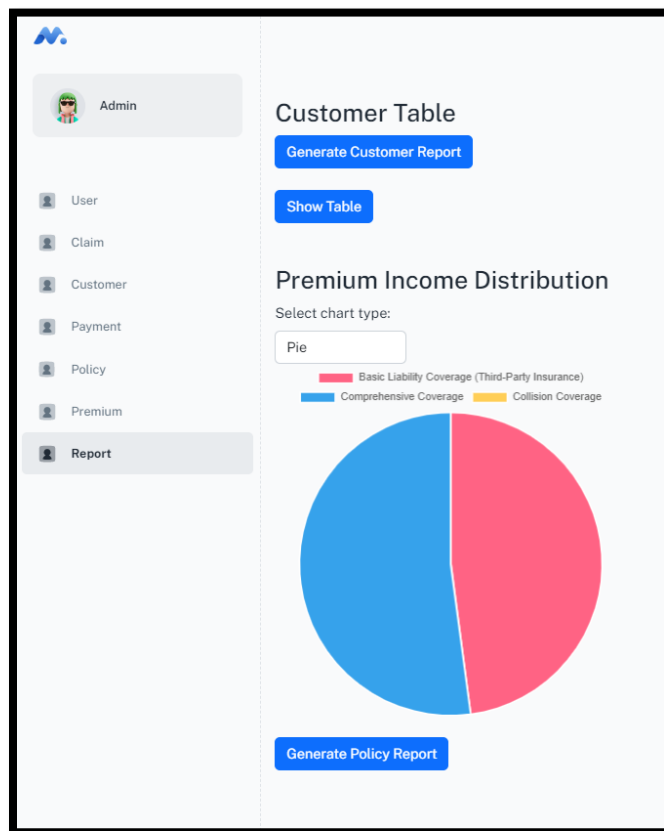 Admin
User
Claim
Customer
Payment
Policy
Premium
Report
Customer Table
Generate Customer Report
Show Table
Premium Income Distribution
Select chart type:
Pie
Basic Liability Coverage (Third-Party Insurance)
Comprehensive Coverage Collision Coverage
Generate Policy Report